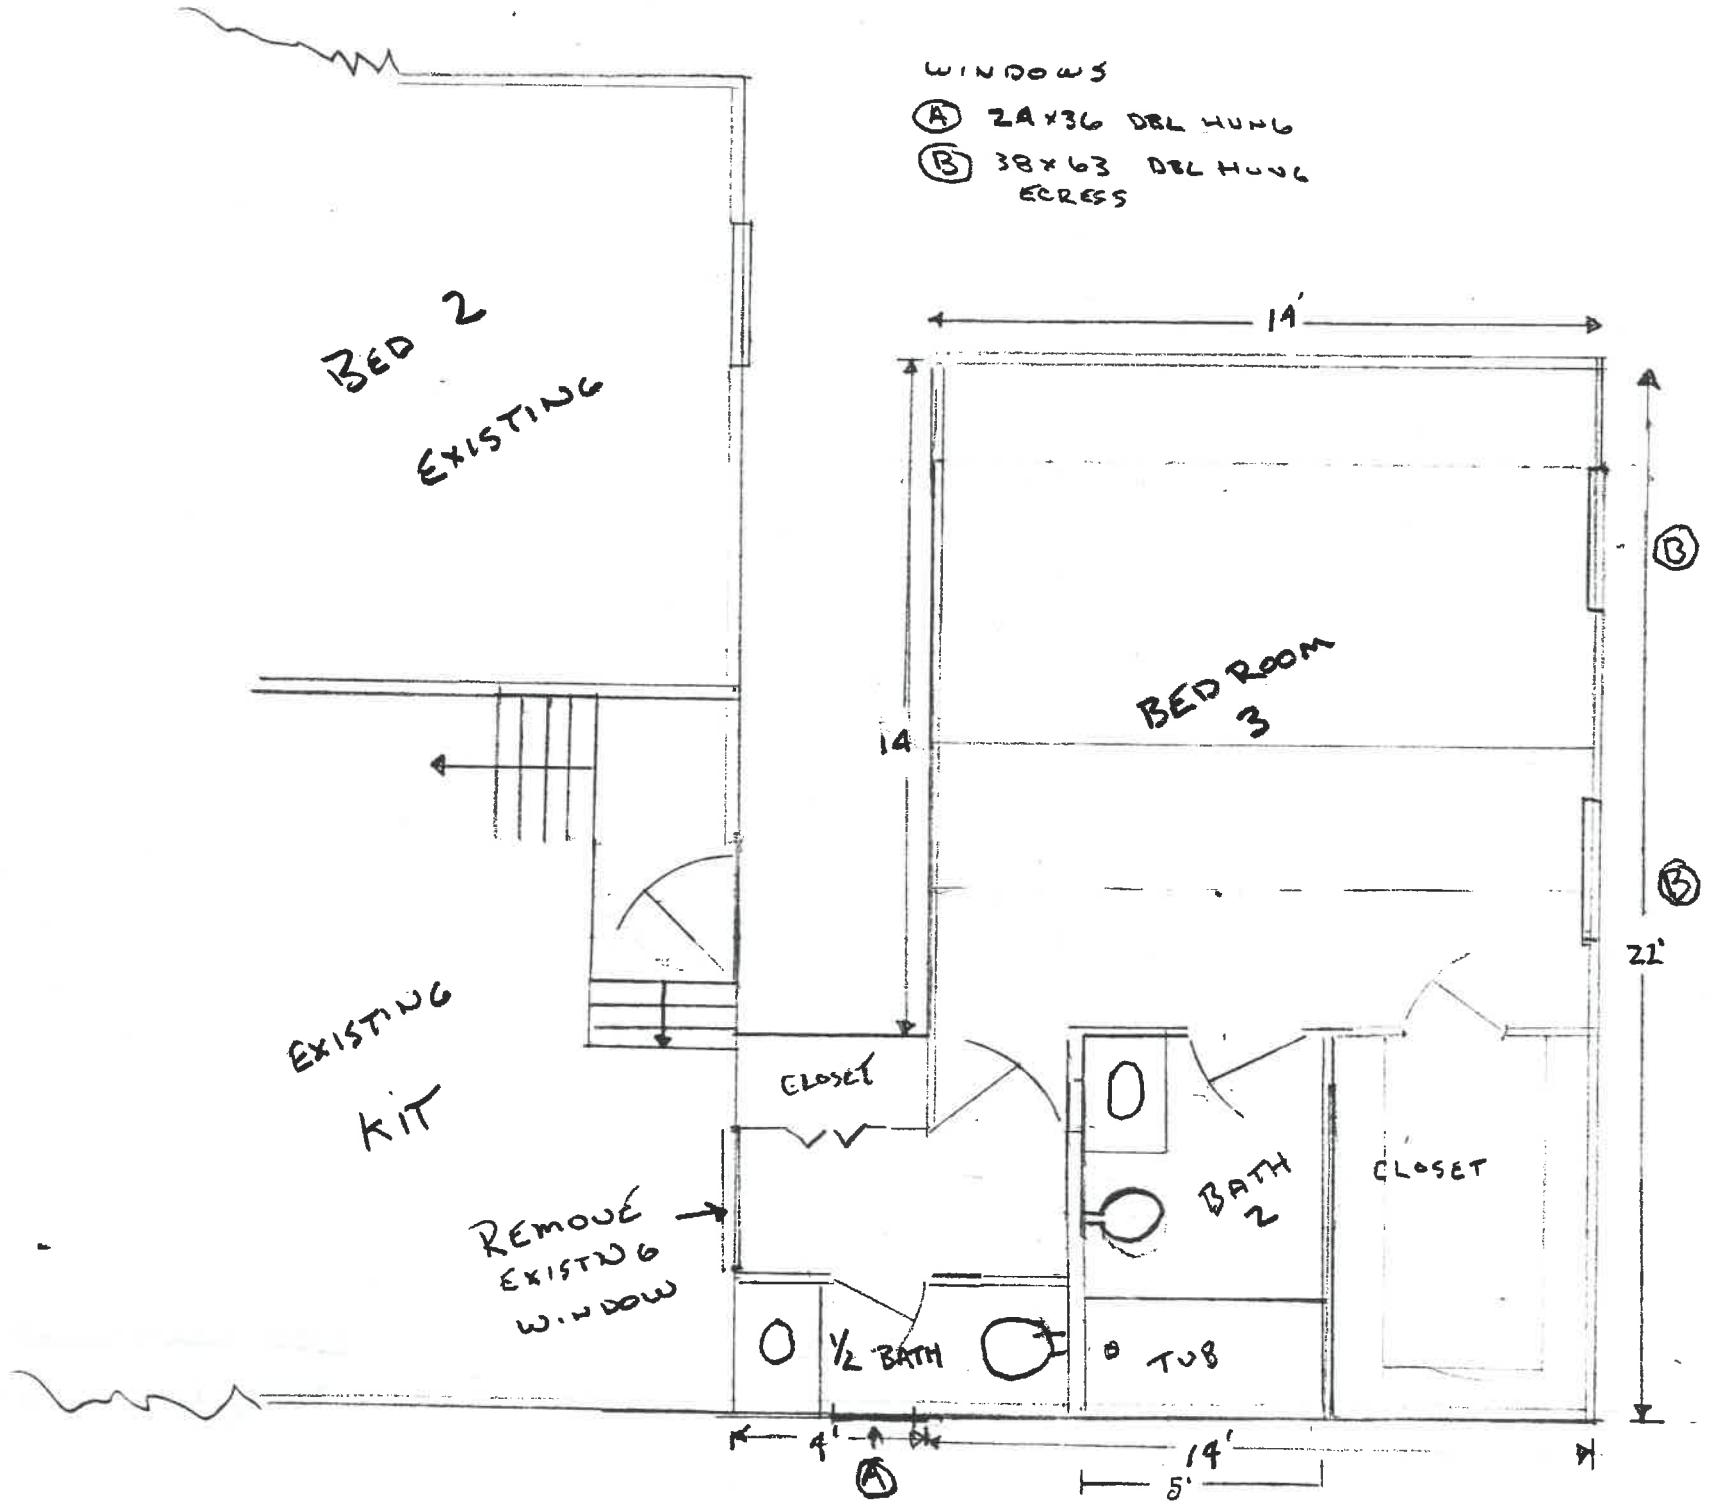 WINDOWS
A 24x36 DBL HUNG
B 38x63 DBL HUNG
EGRESS
14'
BED 2
EXISTING
B
BEDROOM
3
14
B
22'
EXISTING
KIT
CLOSET
BATH
2
CLOSET
REMOVE
EXISTNG
WINDOW
1/2 BATH
TUB
4'
14'
A
5'